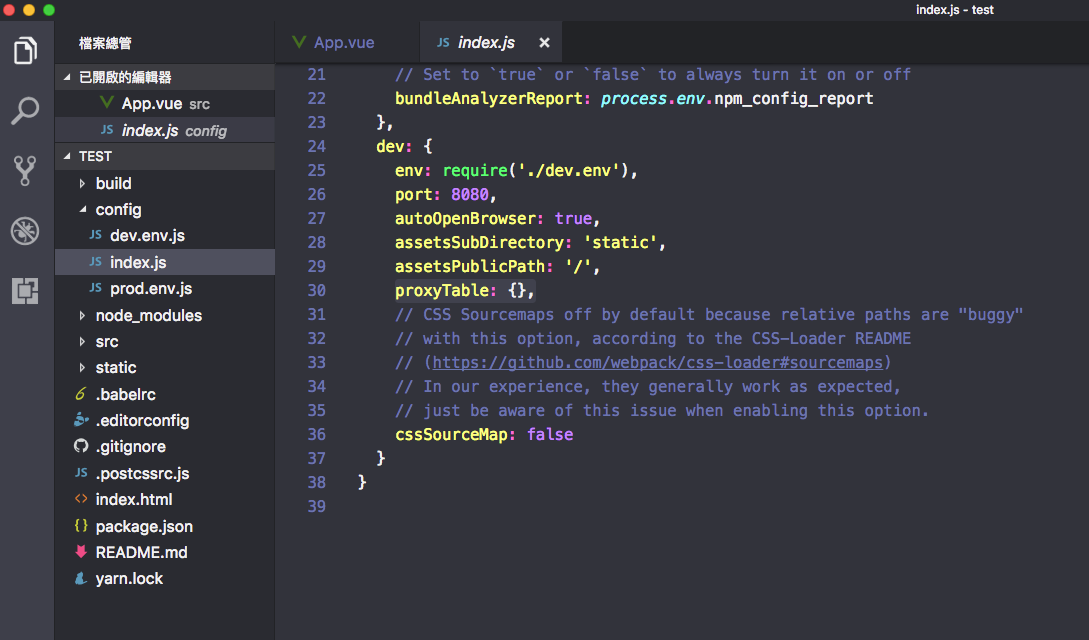 index.js - test
檔案總管
已開啟的編輯器
App.vue src
JS index.js config
TEST
build
config
JS dev.env.js
JS index.js
JS prod.env.js
node_modules
src
static
.babelrc
.editorconfig
.gitignore
JS .postcssrc.js
<> index.html
{} package.json
README.md
yarn.lock
App.vue
JS index.js ×
21 // Set to `true` or `false` to always turn it on or off
22 bundleAnalyzerReport: process.env.npm_config_report
23 },
24 dev: {
25 env: require('./dev.env'),
26 port: 8080,
27 autoOpenBrowser: true,
28 assetsSubDirectory: 'static',
29 assetsPublicPath: '/',
30 proxyTable: {},
31 // CSS Sourcemaps off by default because relative paths are "buggy"
32 // with this option, according to the CSS-Loader README
33 // (https://github.com/webpack/css-loader#sourcemaps)
34 // In our experience, they generally work as expected,
35 // just be aware of this issue when enabling this option.
36 cssSourceMap: false
37 }
38 }
39